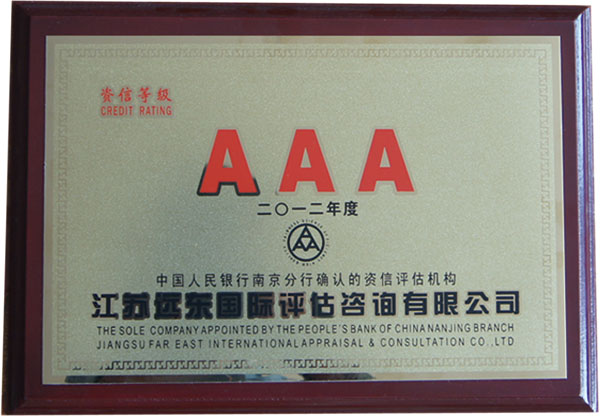 资信等级
CREDIT RATING
AAA
二〇一二年度
中国人民银行南京分行确认的资信评估机构
江苏远东国际评估咨询有限公司
THE SOLE COMPANY APPOINTED BY THE PEOPLE'S BANK OF CHINA NANJING BRANCH
JIANGSU FAR EAST INTERNATIONAL APPRAISAL & CONSULTATION CO.,LTD